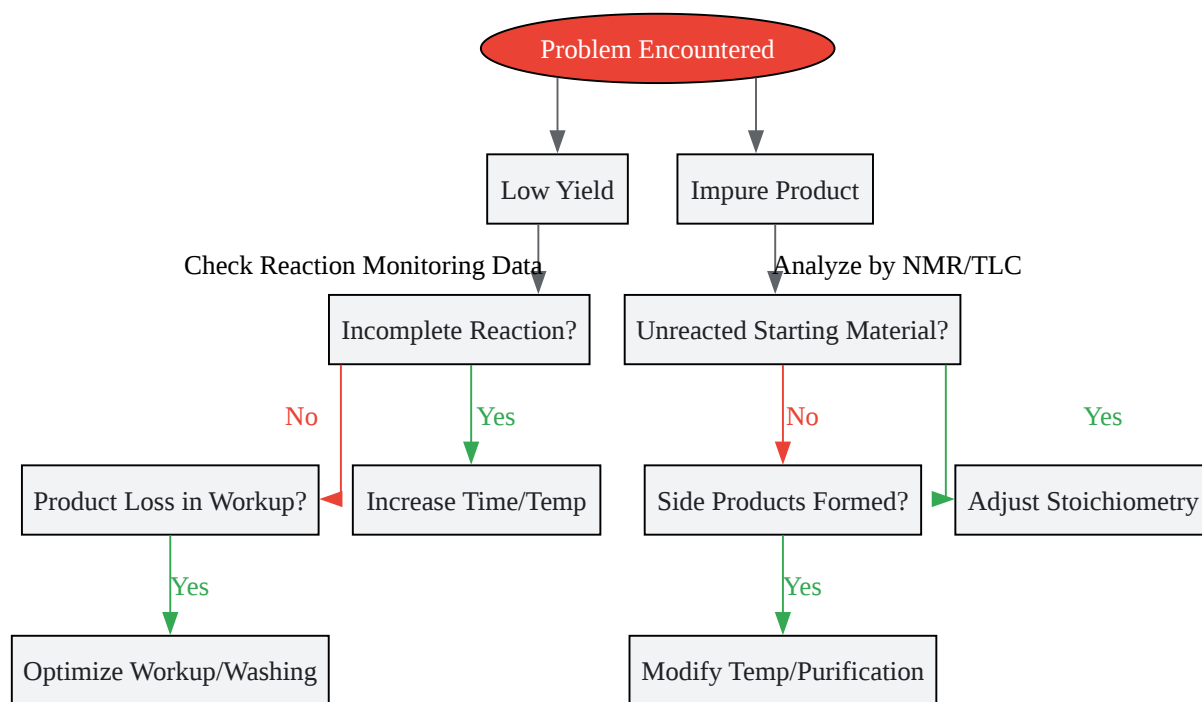 Problem Encountered
Low Yield
Impure Product
Check Reaction Monitoring Data
Analyze by NMR/TLC
Incomplete Reaction?
Unreacted Starting Material?
No
Yes
No
Yes
Product Loss in Workup?
Increase Time/Temp
Side Products Formed?
Adjust Stoichiometry
Yes
Yes
Optimize Workup/Washing
Modify Temp/Purification